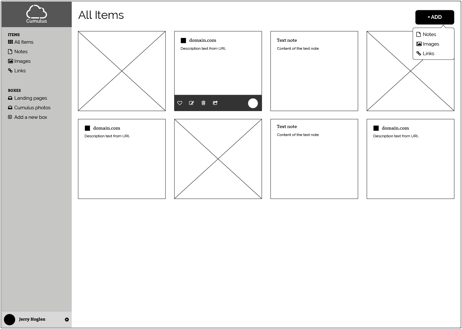 Cumulus
ITEMS
All Items
Notes
Images
Links
BOXES
Landing pages
Cumulus photos
Add a new box
Jerry Hoglen
All Items
+ ADD
Notes
Images
Links
domain.com
Description text from URL
Text note
Content of the text note
domain.com
Description text from URL
Text note
Content of the text note
domain.com
Description text from URL